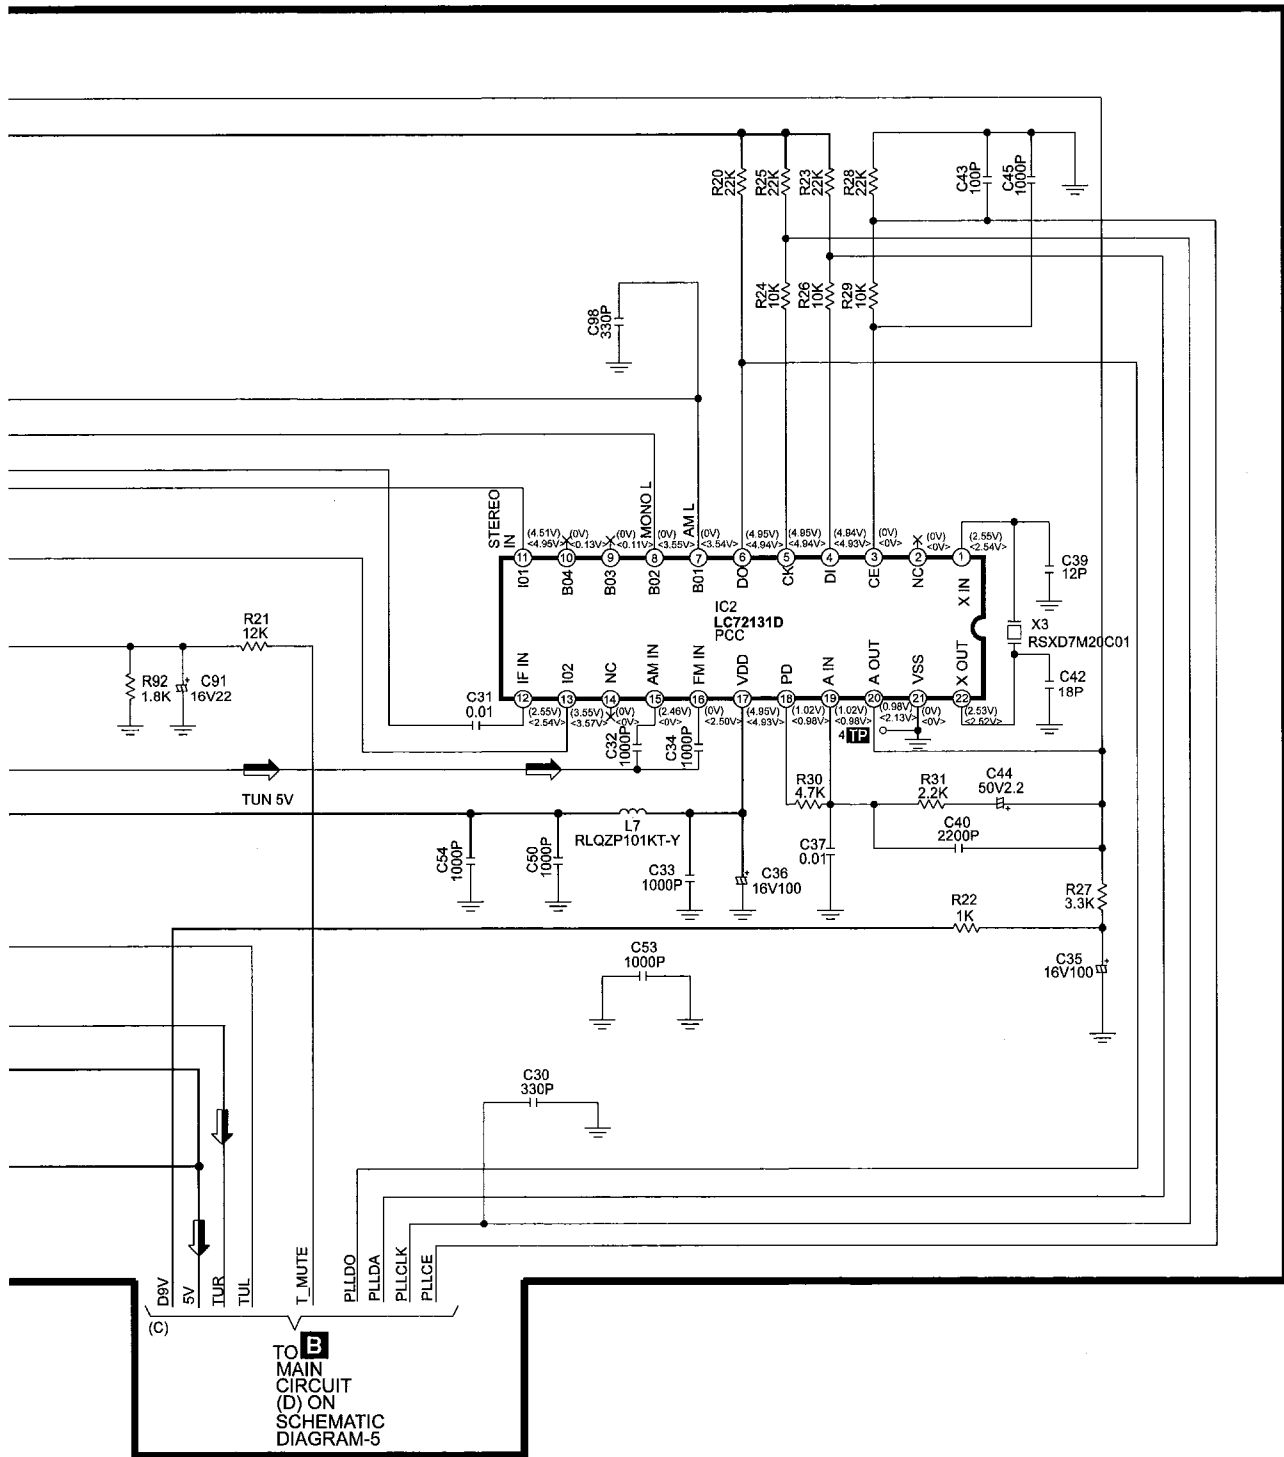 R20
22K
R25
22K
R23
22K
R28
22K
C43
100P
C45
1000P
R24
10K
R26
10K
R29
10K
C98
330P
STEREO
IN
MONO L
AM L
(4.51V)
<4.95V>
(0V)
<0.13V>
(0V)
<0.11V>
(0V)
<3.55V>
(0V)
<3.54V>
(4.95V)
<4.94V>
(4.95V)
<4.94V>
(4.84V)
<4.93V>
(0V)
<0V>
(0V)
<0V>
(2.55V)
<2.54V>
11
10
9
8
7
6
5
4
3
2
1
I01
B04
B03
B02
B01
DO
CK
DI
CE
NC
X IN
C39
12P
IC2
LC72131D
PCC
X3
RSXD7M20C01
R21
12K
R92
1.8K
C91
16V22
IF IN
I02
NC
AM IN
FM IN
VDD
PD
A IN
A OUT
VSS
X OUT
12
13
14
15
16
17
18
19
20
21
22
C42
18P
C31
0.01
(2.55V)
<2.54V>
(3.55V)
<3.57V>
(0V)
<0V>
(2.46V)
<0V>
(0V)
<2.50V>
(4.95V)
<4.93V>
(1.02V)
<0.98V>
(1.02V)
<0.98V>
(0.98V)
<2.13V>
(0V)
<0V>
(2.53V)
<2.52V>
C32
1000P
C34
1000P
4 TP
TUN 5V
R30
4.7K
R31
2.2K
C44
50V2.2
L7
RLQZP101KT-Y
C40
2200P
C54
1000P
C50
1000P
C33
1000P
C36
16V100
C37
0.01
R27
3.3K
R22
1K
C53
1000P
C35
16V100
C30
330P
D9V
5V
TUR
TUL
T_MUTE
PLLDO
PLLDA
PLLCLK
PLLCE
(C)
TO B
MAIN
CIRCUIT
(D) ON
SCHEMATIC
DIAGRAM-5